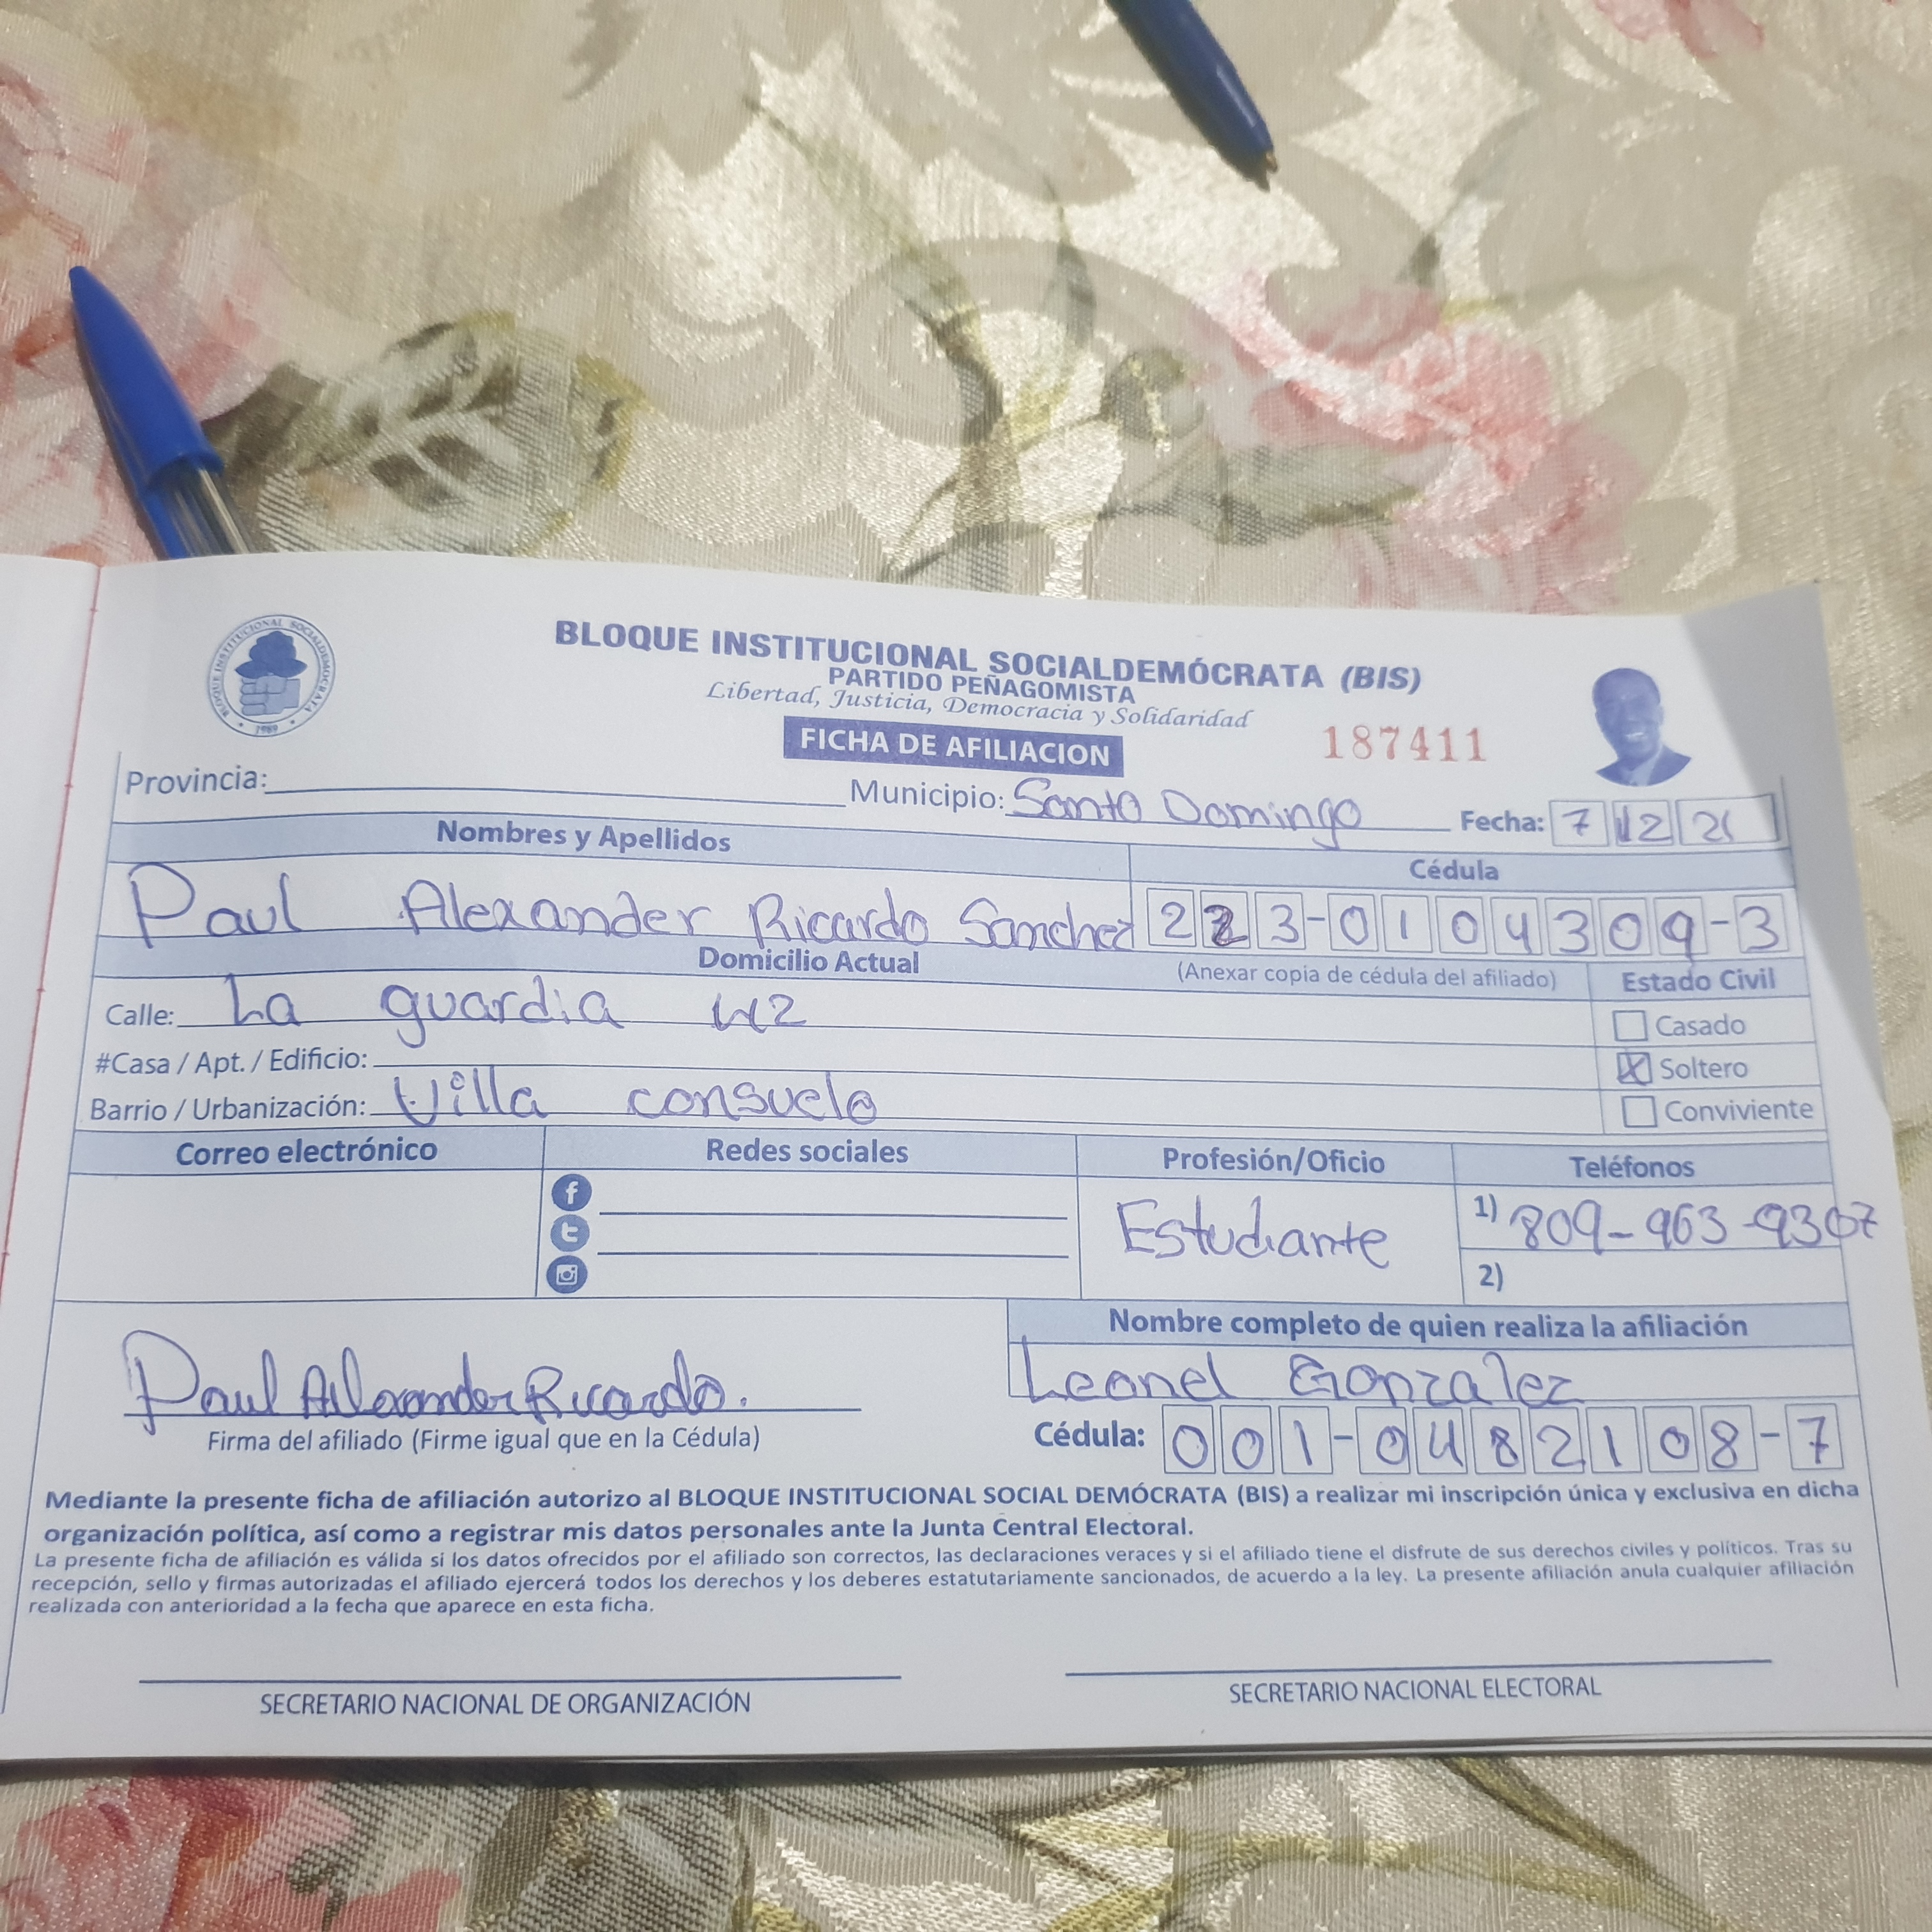 BLOQUE INSTITUCIONAL SOCIALDEMÓCRATA (BIS)
PARTIDO PEÑAGOMISTA
Libertad, Justicia, Democracia y Solidaridad
BLOQUE INSTITUCIONAL SOCIALDEMOCRATA
1989
FICHA DE AFILIACION
187411
Provincia:
Municipio: Santo Domingo
Fecha: 7 12 21
Nombres y Apellidos
Cédula
Paul Alexander Ricardo Sanchez
223-0104309-3
Domicilio Actual
(Anexar copia de cédula del afiliado)
Estado Civil
Calle: La guardia 42
Casado
#Casa / Apt. / Edificio:
Soltero
Barrio / Urbanización: Villa consuelo
Conviviente
Correo electrónico
Redes sociales
Profesión/Oficio
Teléfonos
Estudiante
1) 809-963-9307
2)
Nombre completo de quien realiza la afiliación
Paul Alexander Ricardo.
Leonel Gonzalez
Firma del afiliado (Firme igual que en la Cédula)
Cédula: 001-0482108-7
Mediante la presente ficha de afiliación autorizo al BLOQUE INSTITUCIONAL SOCIAL DEMÓCRATA (BIS) a realizar mi inscripción única y exclusiva en dicha
organización política, así como a registrar mis datos personales ante la Junta Central Electoral.
La presente ficha de afiliación es válida si los datos ofrecidos por el afiliado son correctos, las declaraciones veraces y si el afiliado tiene el disfrute de sus derechos civiles y políticos. Tras su
recepción, sello y firmas autorizadas el afiliado ejercerá todos los derechos y los deberes estatutariamente sancionados, de acuerdo a la ley. La presente afiliación anula cualquier afiliación
realizada con anterioridad a la fecha que aparece en esta ficha.
SECRETARIO NACIONAL DE ORGANIZACIÓN
SECRETARIO NACIONAL ELECTORAL